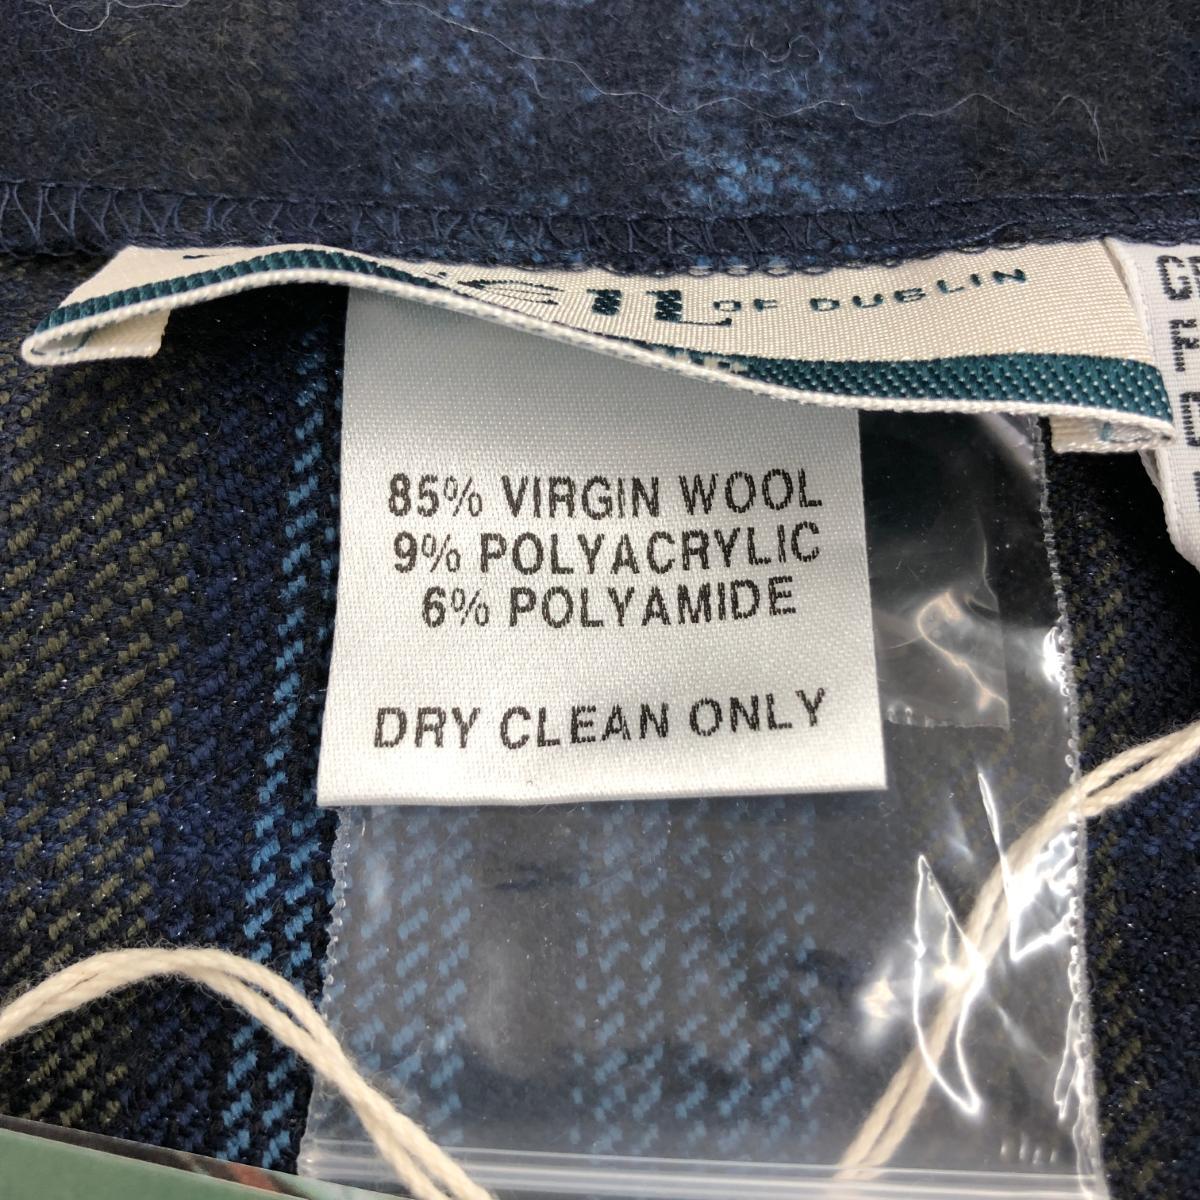 OF DUBLIN
85% VIRGIN WOOL
9% POLYACRYLIC
6% POLYAMIDE
DRY CLEAN ONLY